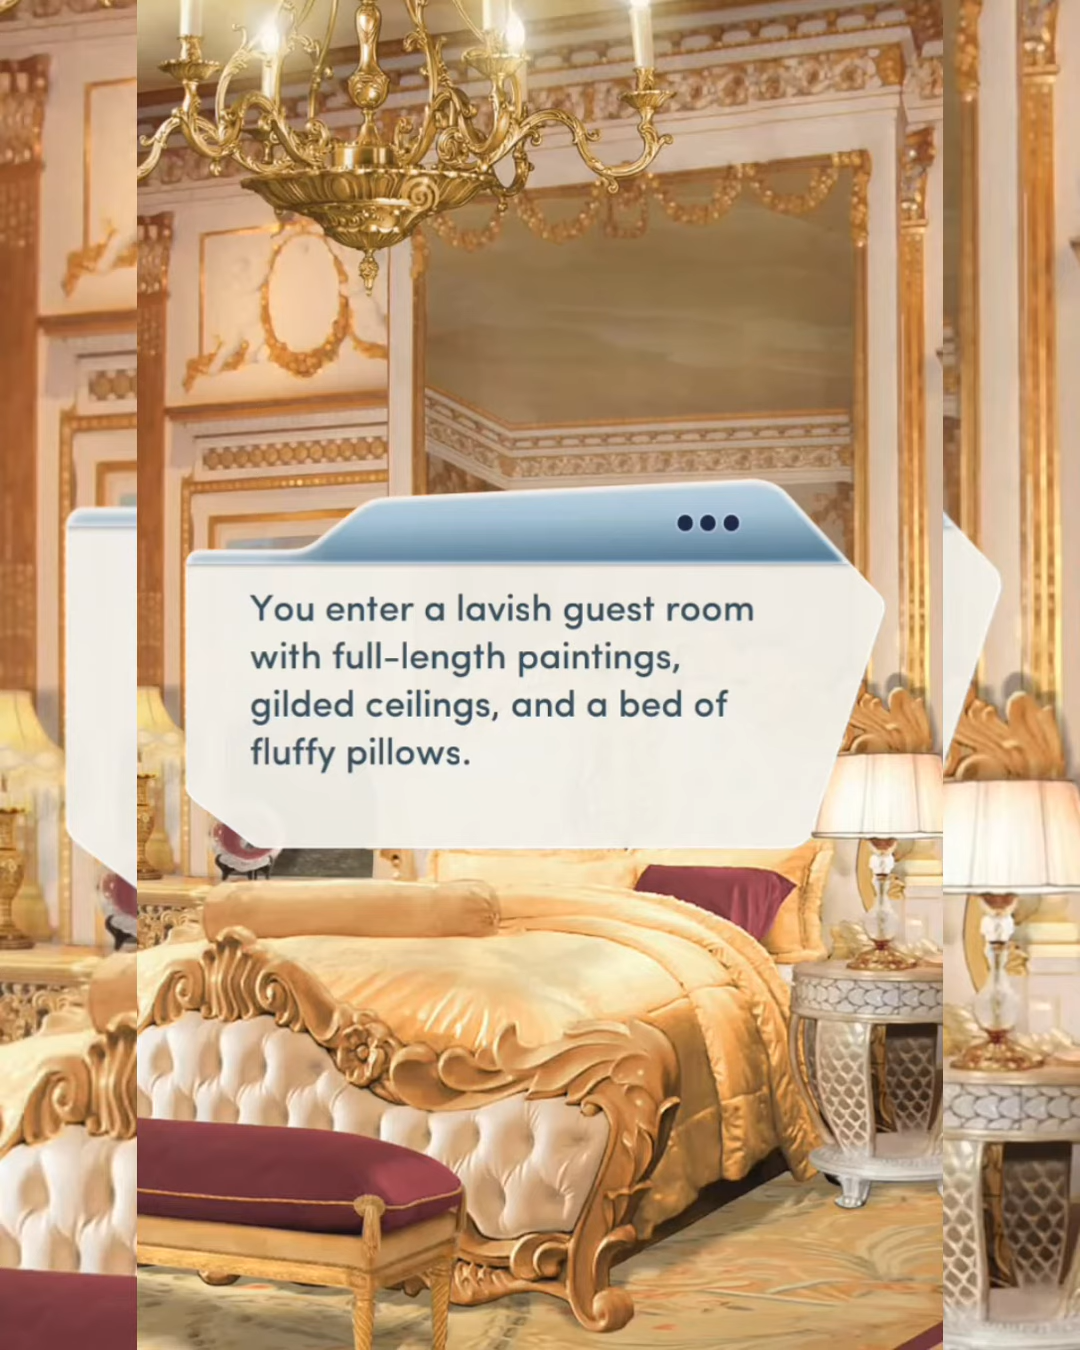 You enter a lavish guest room
with full-length paintings,
gilded ceilings, and a bed of
fluffy pillows.